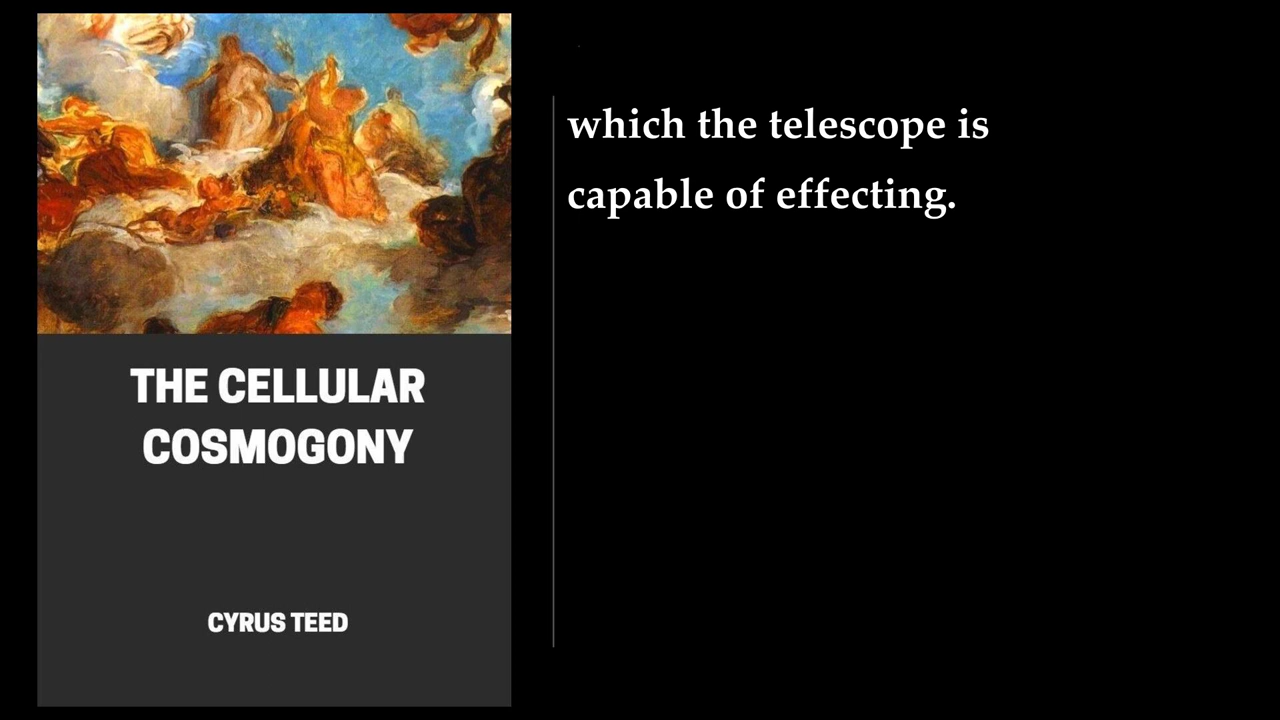 THE CELLULAR
COSMOGONY
CYRUS TEED
which the telescope is
capable of effecting.